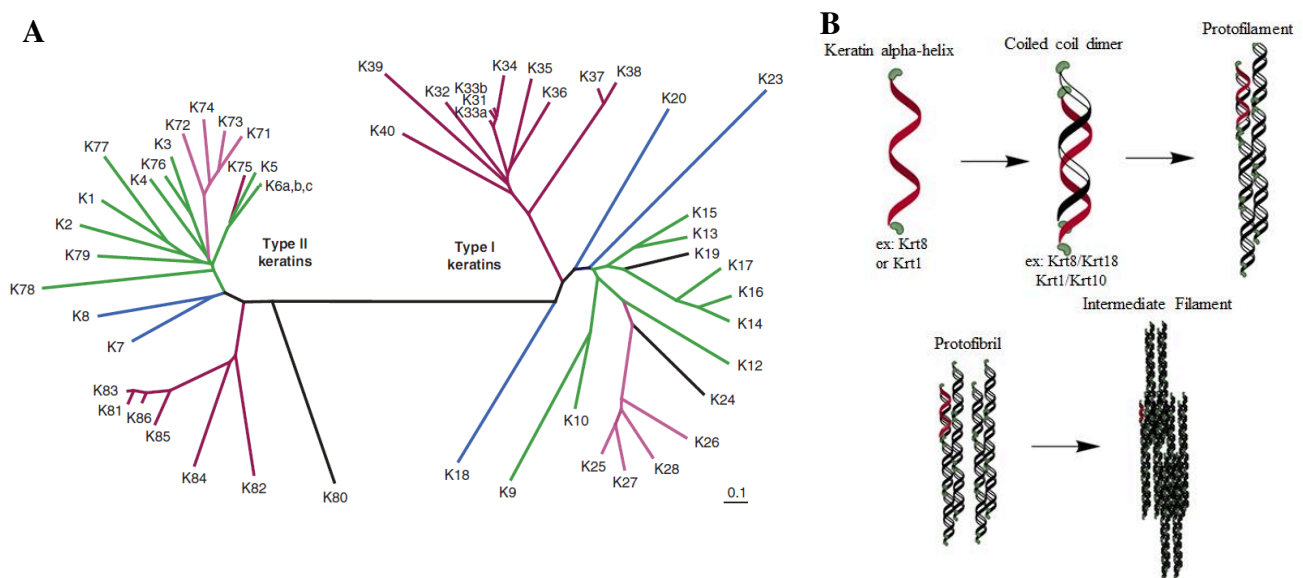 A
K39
K34
K35
K33b
K31
K33a
K32
K36
K37
K38
K40
K20
K23
K74
K72
K73
K71
K3
K77
K76
K4
K75
K5
K6a,b,c
K1
K2
K79
K78
K8
K7
Type II
keratins
Type I
keratins
K15
K13
K19
K17
K16
K14
K12
K24
K10
K26
K28
K25
K27
K9
K18
K83
K81
K86
K85
K84
K82
K80
0.1
B
Keratin alpha-helix
ex: Krt8
or Krt1
Coiled coil dimer
ex: Krt8/Krt18
Krt1/Krt10
Protofilament
Protofibril
Intermediate Filament